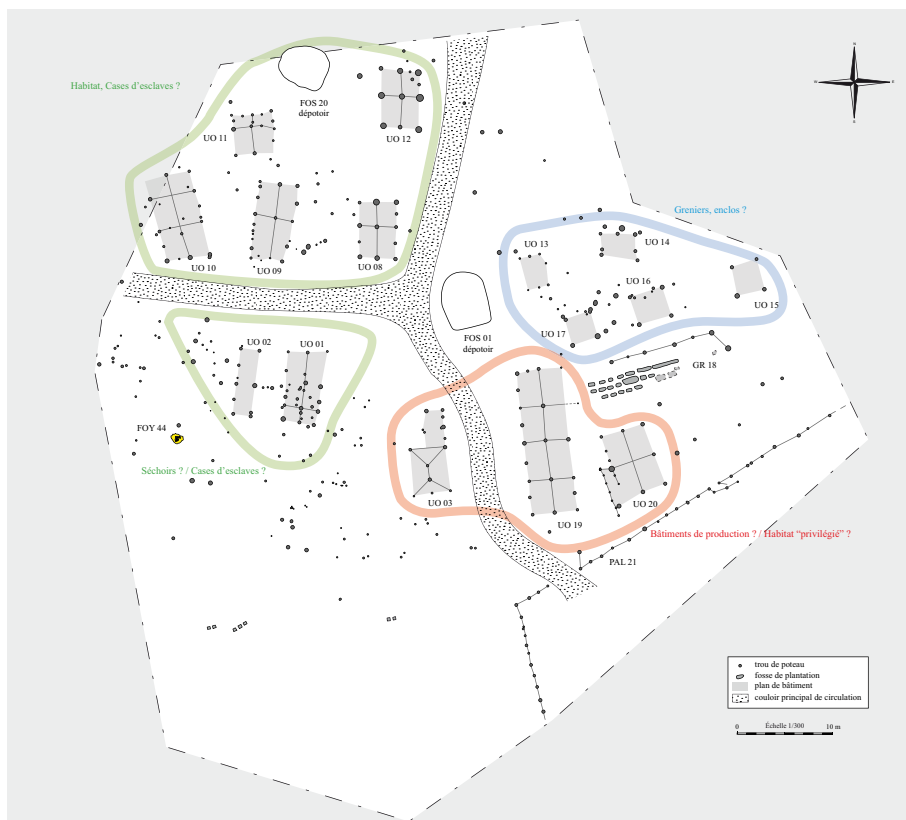 Habitat, Cases d'esclaves ?
FOS 20
dépotoir
UO 12
UO 11
UO 10
UO 09
UO 08
N
E
S
Greniers, enclos ?
UO 13
UO 14
UO 16
UO 15
UO 17
FOS 01
dépotoir
GR 18
UO 02
UO 01
FOY 44
Séchoirs ? / Cases d'esclaves ?
UO 03
UO 19
UO 20
Bâtiments de production ? / Habitat “privilégié” ?
PAL 21
trou de poteau
fosse de plantation
plan de bâtiment
couloir principal de circulation
0 Échelle 1/300 10 m